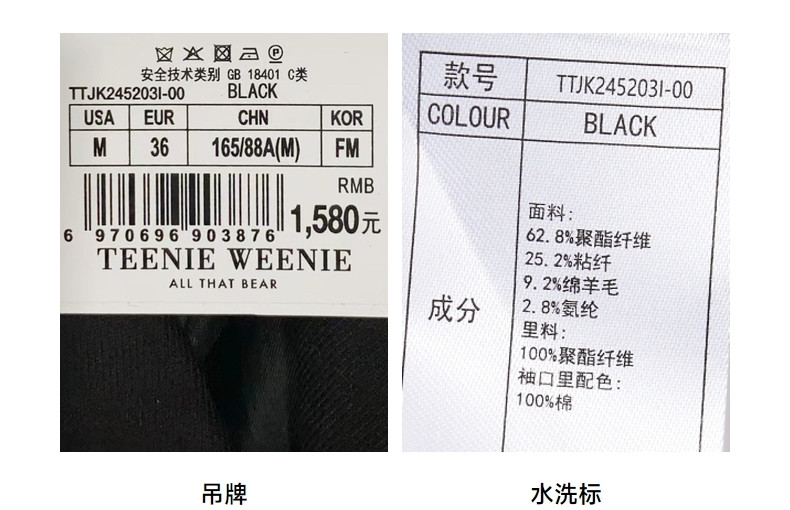 安全技术类别 GB 18401 C类
TTJK245203I-00 BLACK
USA EUR CHN KOR
M 36 165/88A(M) FM
RMB
1,580元
6 970696 903876
TEENIE WEENIE
ALL THAT BEAR
款号 TTJK245203I-00
COLOUR BLACK
成分
面料:
62.8%聚酯纤维
25.2%粘纤
9.2%绵羊毛
2.8%氨纶
里料:
100%聚酯纤维
袖口里配色:
100%棉
吊牌
水洗标